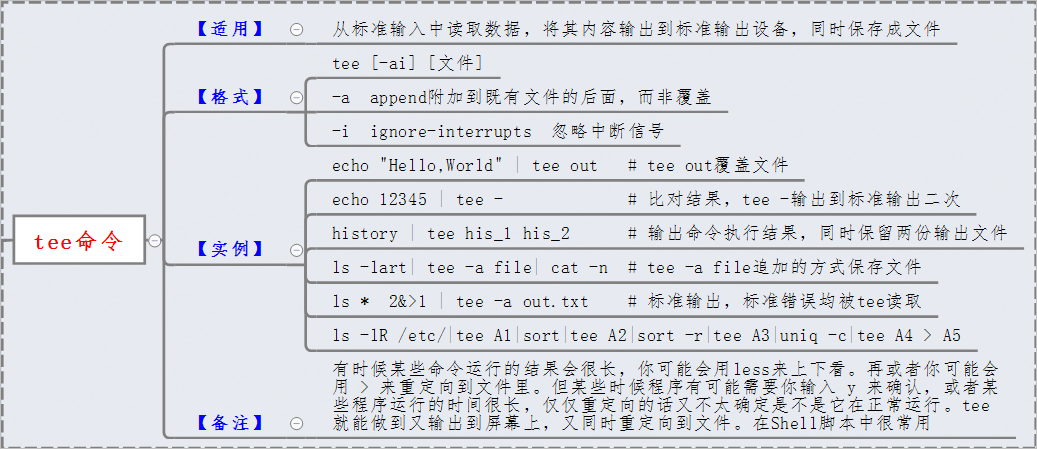 【适用】
从标准输入中读取数据，将其内容输出到标准输出设备，同时保存成文件
【格式】
tee [-ai] [文件]
-a  append附加到既有文件的后面，而非覆盖
-i  ignore-interrupts  忽略中断信号
tee命令
【实例】
echo "Hello,World" | tee out   # tee out覆盖文件
echo 12345 | tee -             # 比对结果，tee -输出到标准输出二次
history | tee his_1 his_2      # 输出命令执行结果，同时保留两份输出文件
ls -lart| tee -a file| cat -n  # tee -a file追加的方式保存文件
ls *  2&>1 | tee -a out.txt    # 标准输出，标准错误均被tee读取
ls -lR /etc/|tee A1|sort|tee A2|sort -r|tee A3|uniq -c|tee A4 > A5
【备注】
有时候某些命令运行的结果会很长，你可能会用less来上下看。再或者你可能会
用 > 来重定向到文件里。但某些时候程序有可能需要你输入 y 来确认，或者某
些程序运行的时间很长，仅仅重定向的话又不太确定是不是它在正常运行。tee
就能做到又输出到屏幕上，又同时重定向到文件。在Shell脚本中很常用